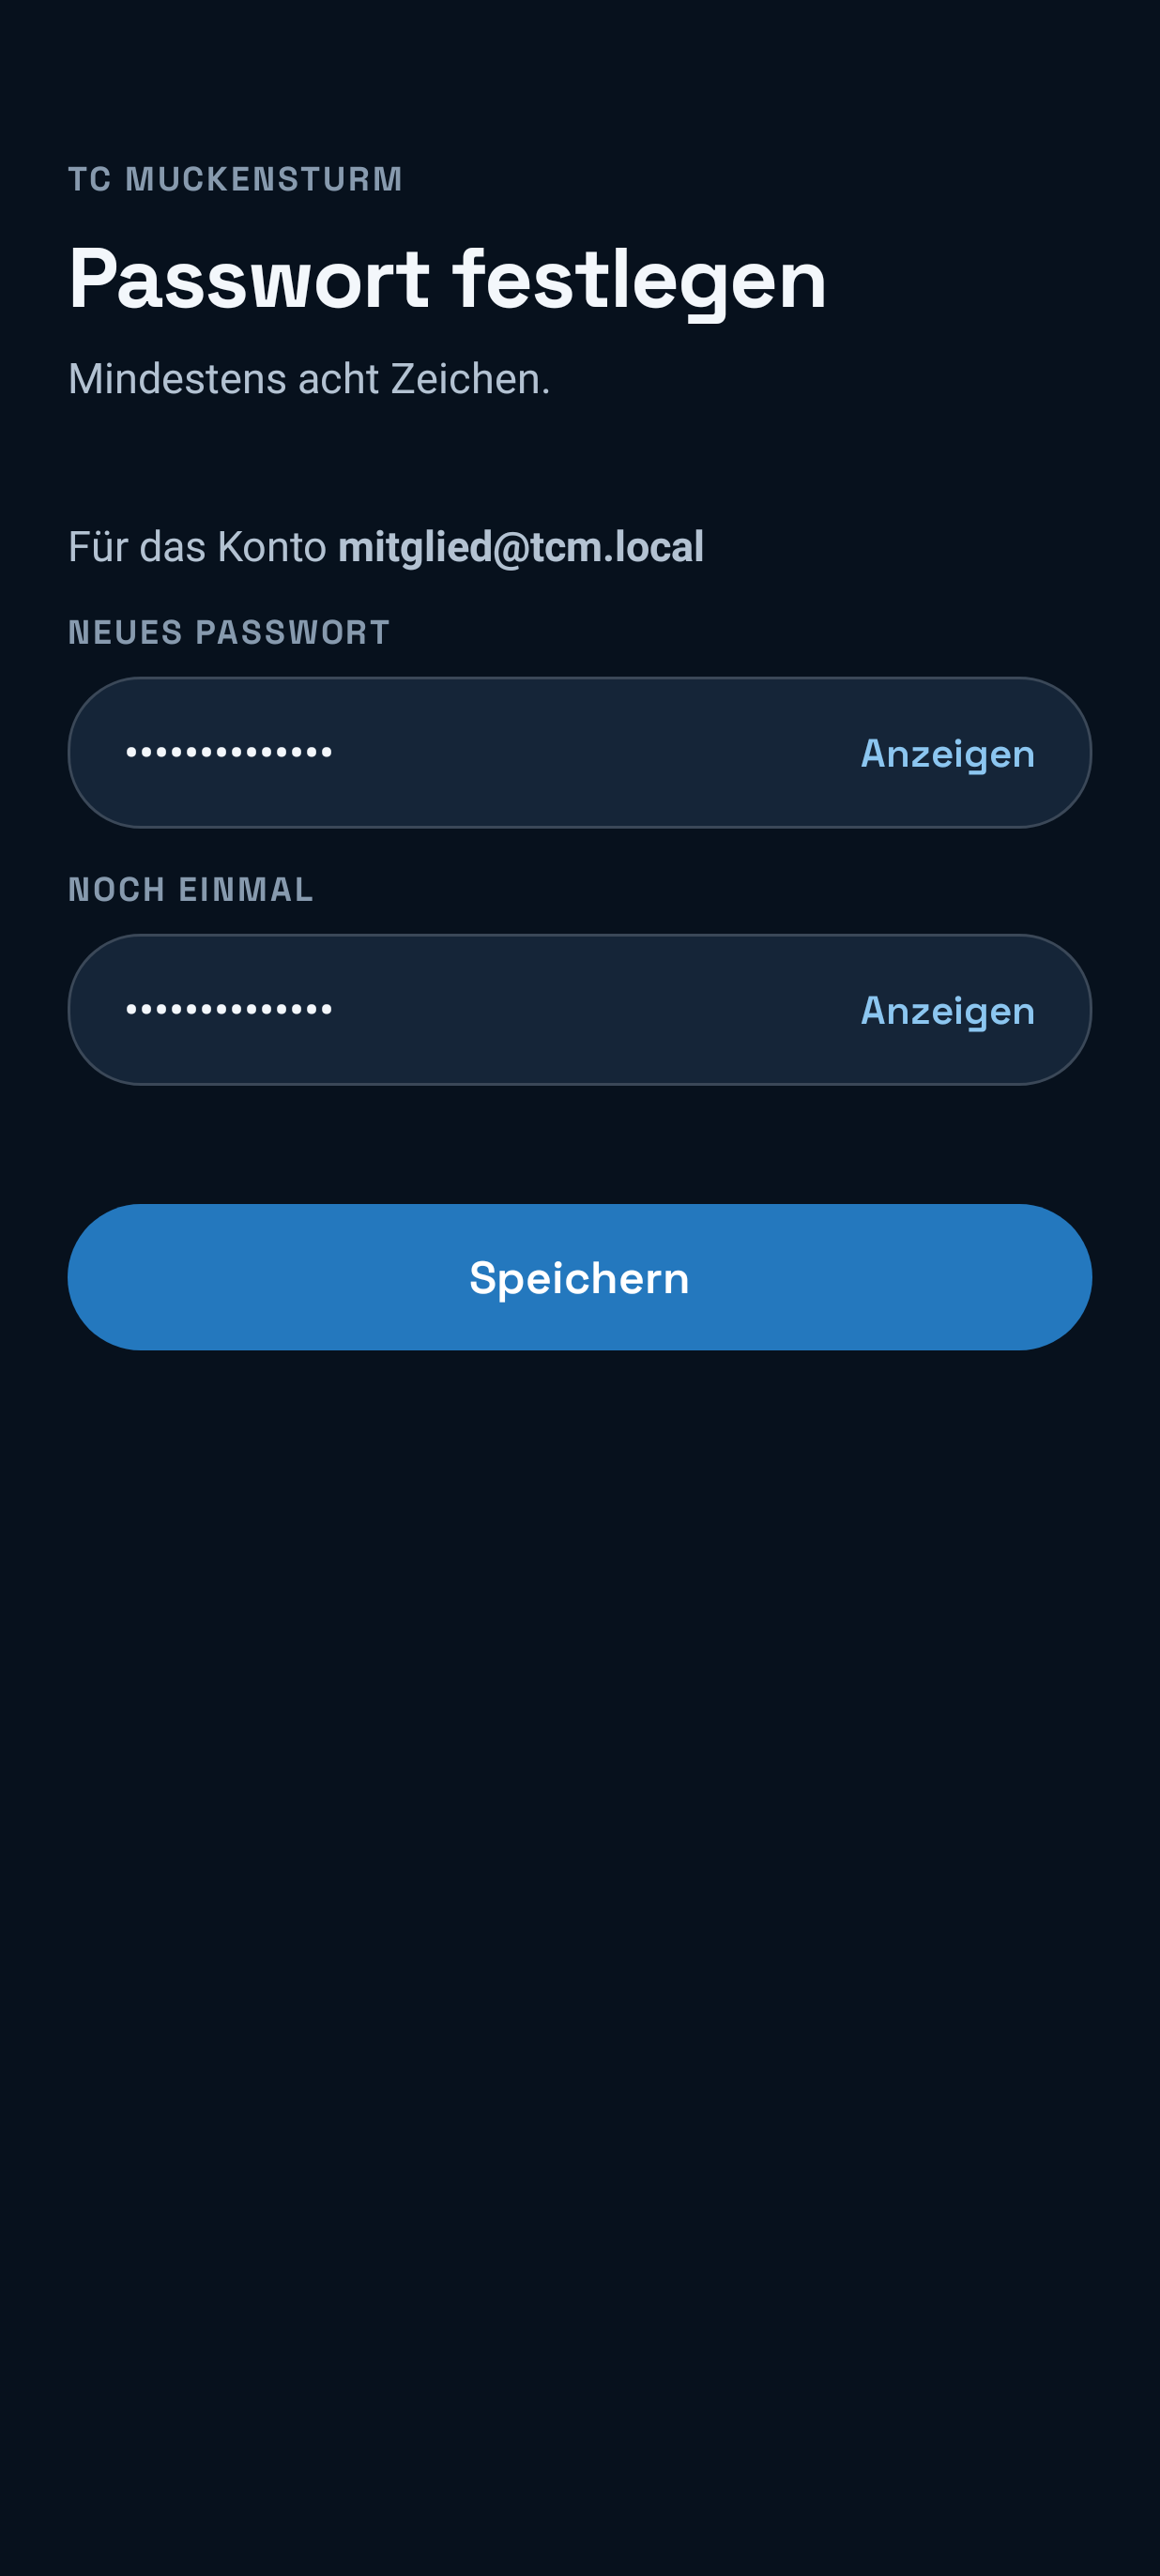 TC MUCKENSTURM
Passwort festlegen
Mindestens acht Zeichen.
Für das Konto mitglied@tcm.local
NEUES PASSWORT
•••••••••••••• Anzeigen
NOCH EINMAL
•••••••••••••• Anzeigen
Speichern